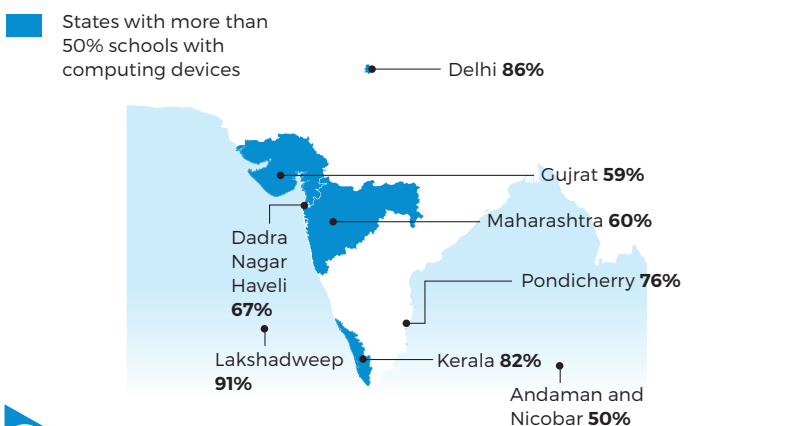 States with more than
50% schools with
computing devices
Delhi 86%
Gujrat 59%
Maharashtra 60%
Dadra
Nagar
Haveli
67%
Pondicherry 76%
Lakshadweep
91%
Kerala 82%
Andaman and
Nicobar 50%